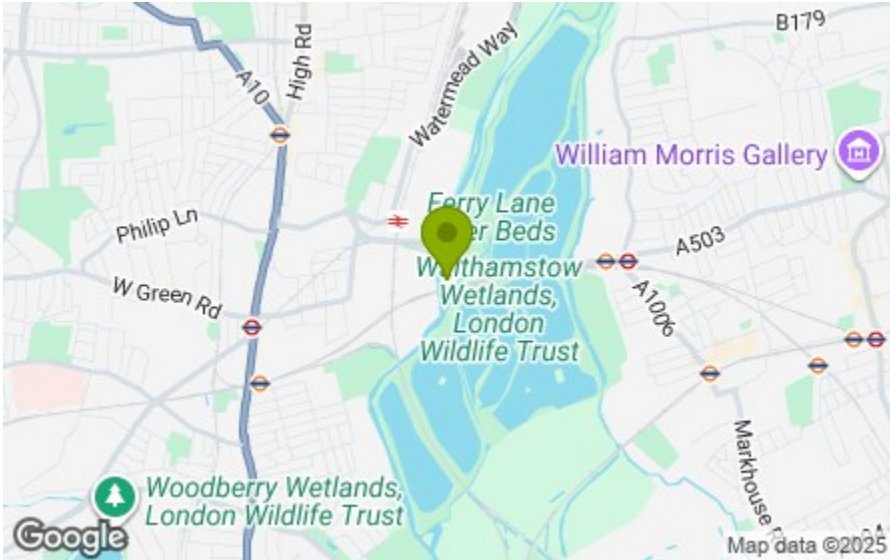 B179
High Rd
A10
Watermead Way
William Morris Gallery
Ferry Lane
Beds
Philip Ln
A503
Walthamstow
Wetlands,
London
Wildlife Trust
W Green Rd
A1006
Markhouse
Woodberry Wetlands,
London Wildlife Trust
Google
Map data ©2025